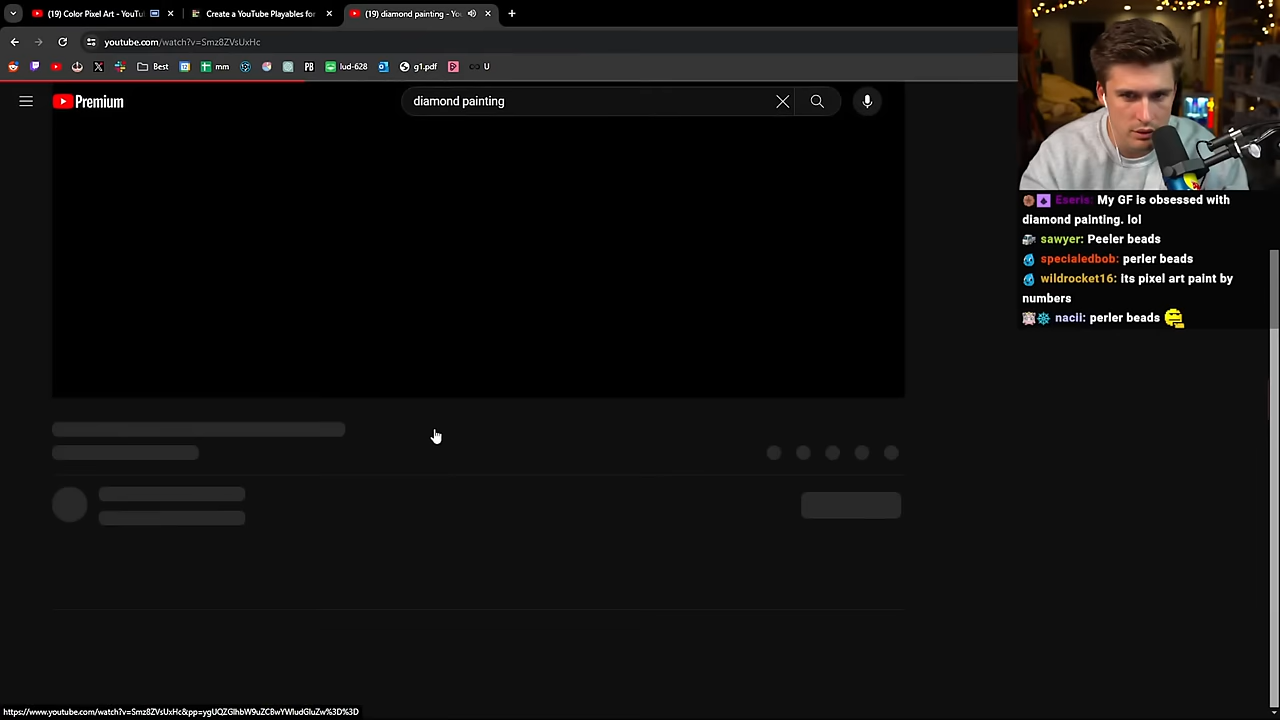 (19) Color Pixel Art - YouTu
Create a YouTube Playables for
(19) diamond painting - Yo
youtube.com/watch?v=Smz8ZVsUxHc
Best
mm
lud-628
g1.pdf
U
Premium
diamond painting
Eseris: My GF is obsessed with
diamond painting. lol
sawyer: Peeler beads
specialedbob: perler beads
wildrocket16: its pixel art paint by
numbers
nacii: perler beads
https://www.youtube.com/watch?v=Smz8ZVsUxHc&pp=ygUQZGlhbW9uZCBwYWludGluZw%3D%3D